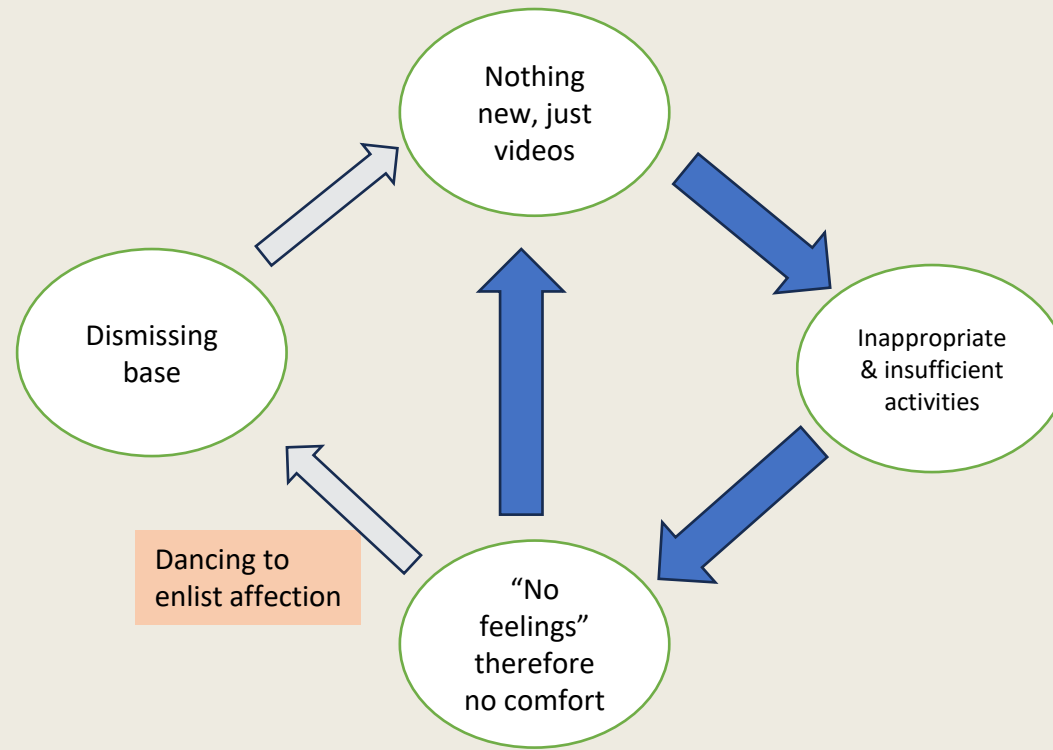 Nothing
new, just
videos
Dismissing
base
Inappropriate
& insufficient
activities
Dancing to
enlist affection
“No
feelings”
therefore
no comfort